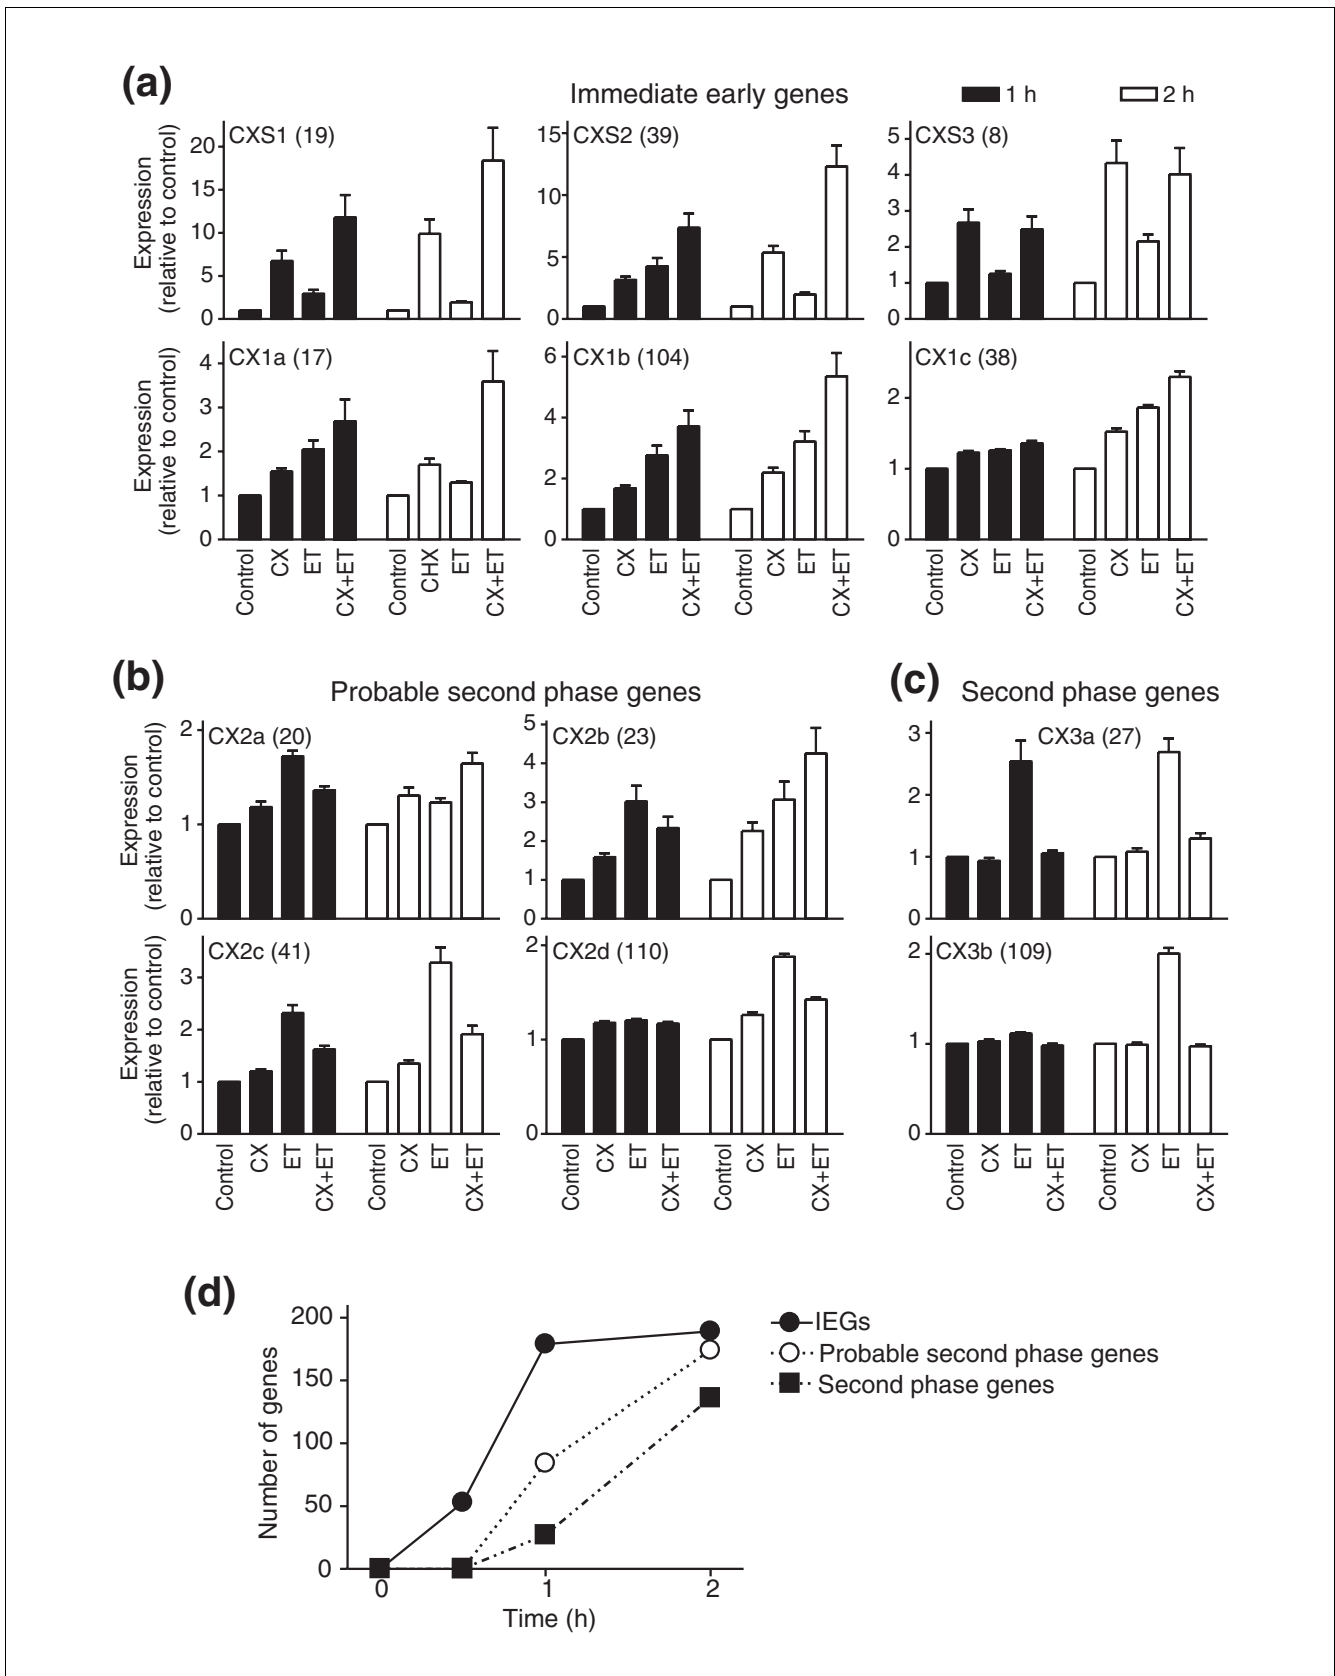 (a)
Immediate early genes
1 h
2 h
Expression
(relative to control)
CXS1 (19)
20
15
10
5
0
CXS2 (39)
15
10
5
0
CXS3 (8)
5
4
3
2
1
0
Expression
(relative to control)
CX1a (17)
4
3
2
1
0
CX1b (104)
6
4
2
0
CX1c (38)
2
1
0
Control CX ET CX+ET Control CHX ET CX+ET
Control CX ET CX+ET Control CX ET CX+ET
Control CX ET CX+ET Control CX ET CX+ET
(b)
Probable second phase genes
Expression
(relative to control)
CX2a (20)
2
1
0
CX2b (23)
5
4
3
2
1
0
Expression
(relative to control)
CX2c (41)
3
2
1
0
CX2d (110)
2
1
0
Control CX ET CX+ET Control CX ET CX+ET
Control CX ET CX+ET Control CX ET CX+ET
(c)
Second phase genes
CX3a (27)
3
2
1
0
CX3b (109)
2
1
0
Control CX ET CX+ET Control CX ET CX+ET
(d)
Number of genes
200
150
100
50
0
0 1 2
Time (h)
IEGs
Probable second phase genes
Second phase genes